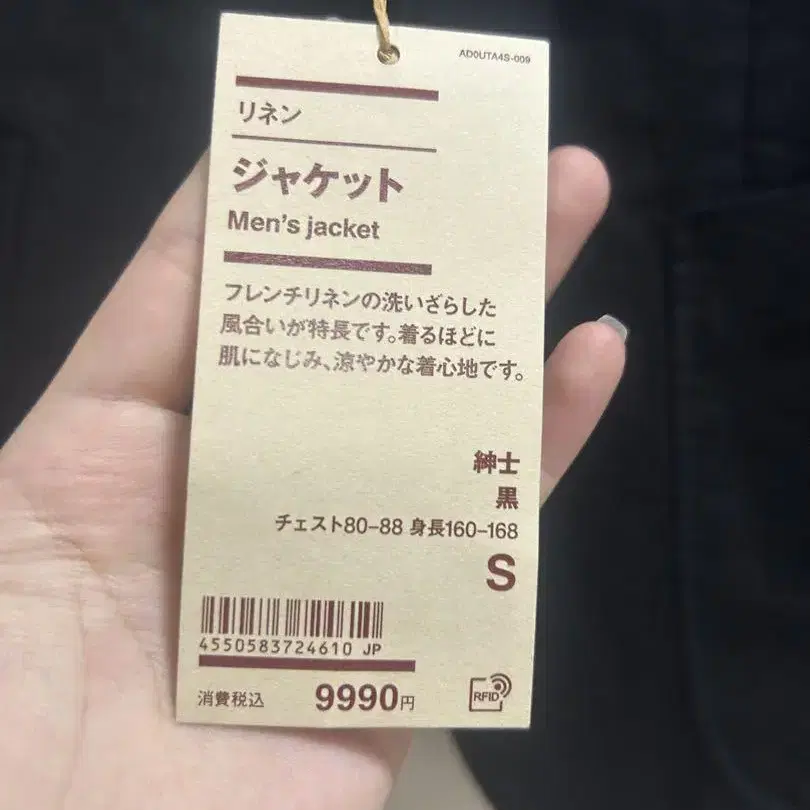 AD0UTA4S-009
リネン
ジャケット
Men's jacket
フレンチリネンの洗いざらした
風合いが特長です。着るほどに
肌になじみ、涼やかな着心地です。
紳士
黒
チェスト80-88 身長160-168
S
4550583724610 JP
消費税込 9990円
RFID